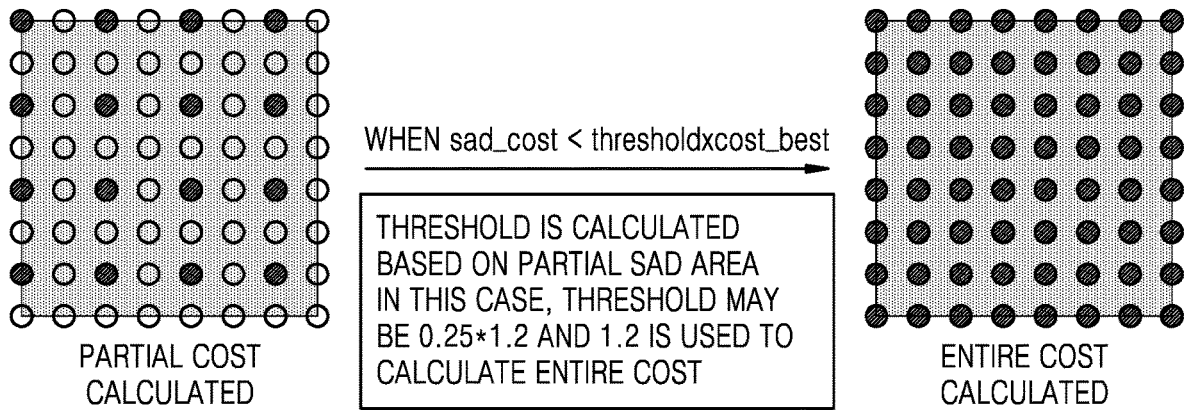 WHEN sad_cost < thresholdxcost_best
THRESHOLD IS CALCULATED
BASED ON PARTIAL SAD AREA
IN THIS CASE, THRESHOLD MAY
BE 0.25*1.2 AND 1.2 IS USED TO
CALCULATE ENTIRE COST
PARTIAL COST
CALCULATED
ENTIRE COST
CALCULATED